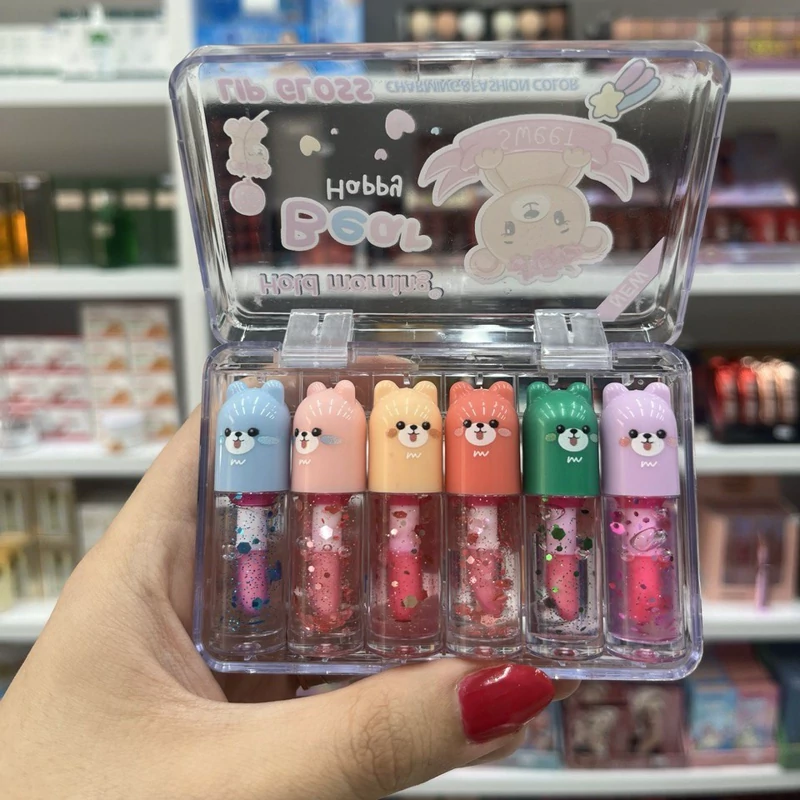 LIP GLOSS CHARMING&FASHION COLOR
SWEET
Happy
Bear
Hold morning
NEW